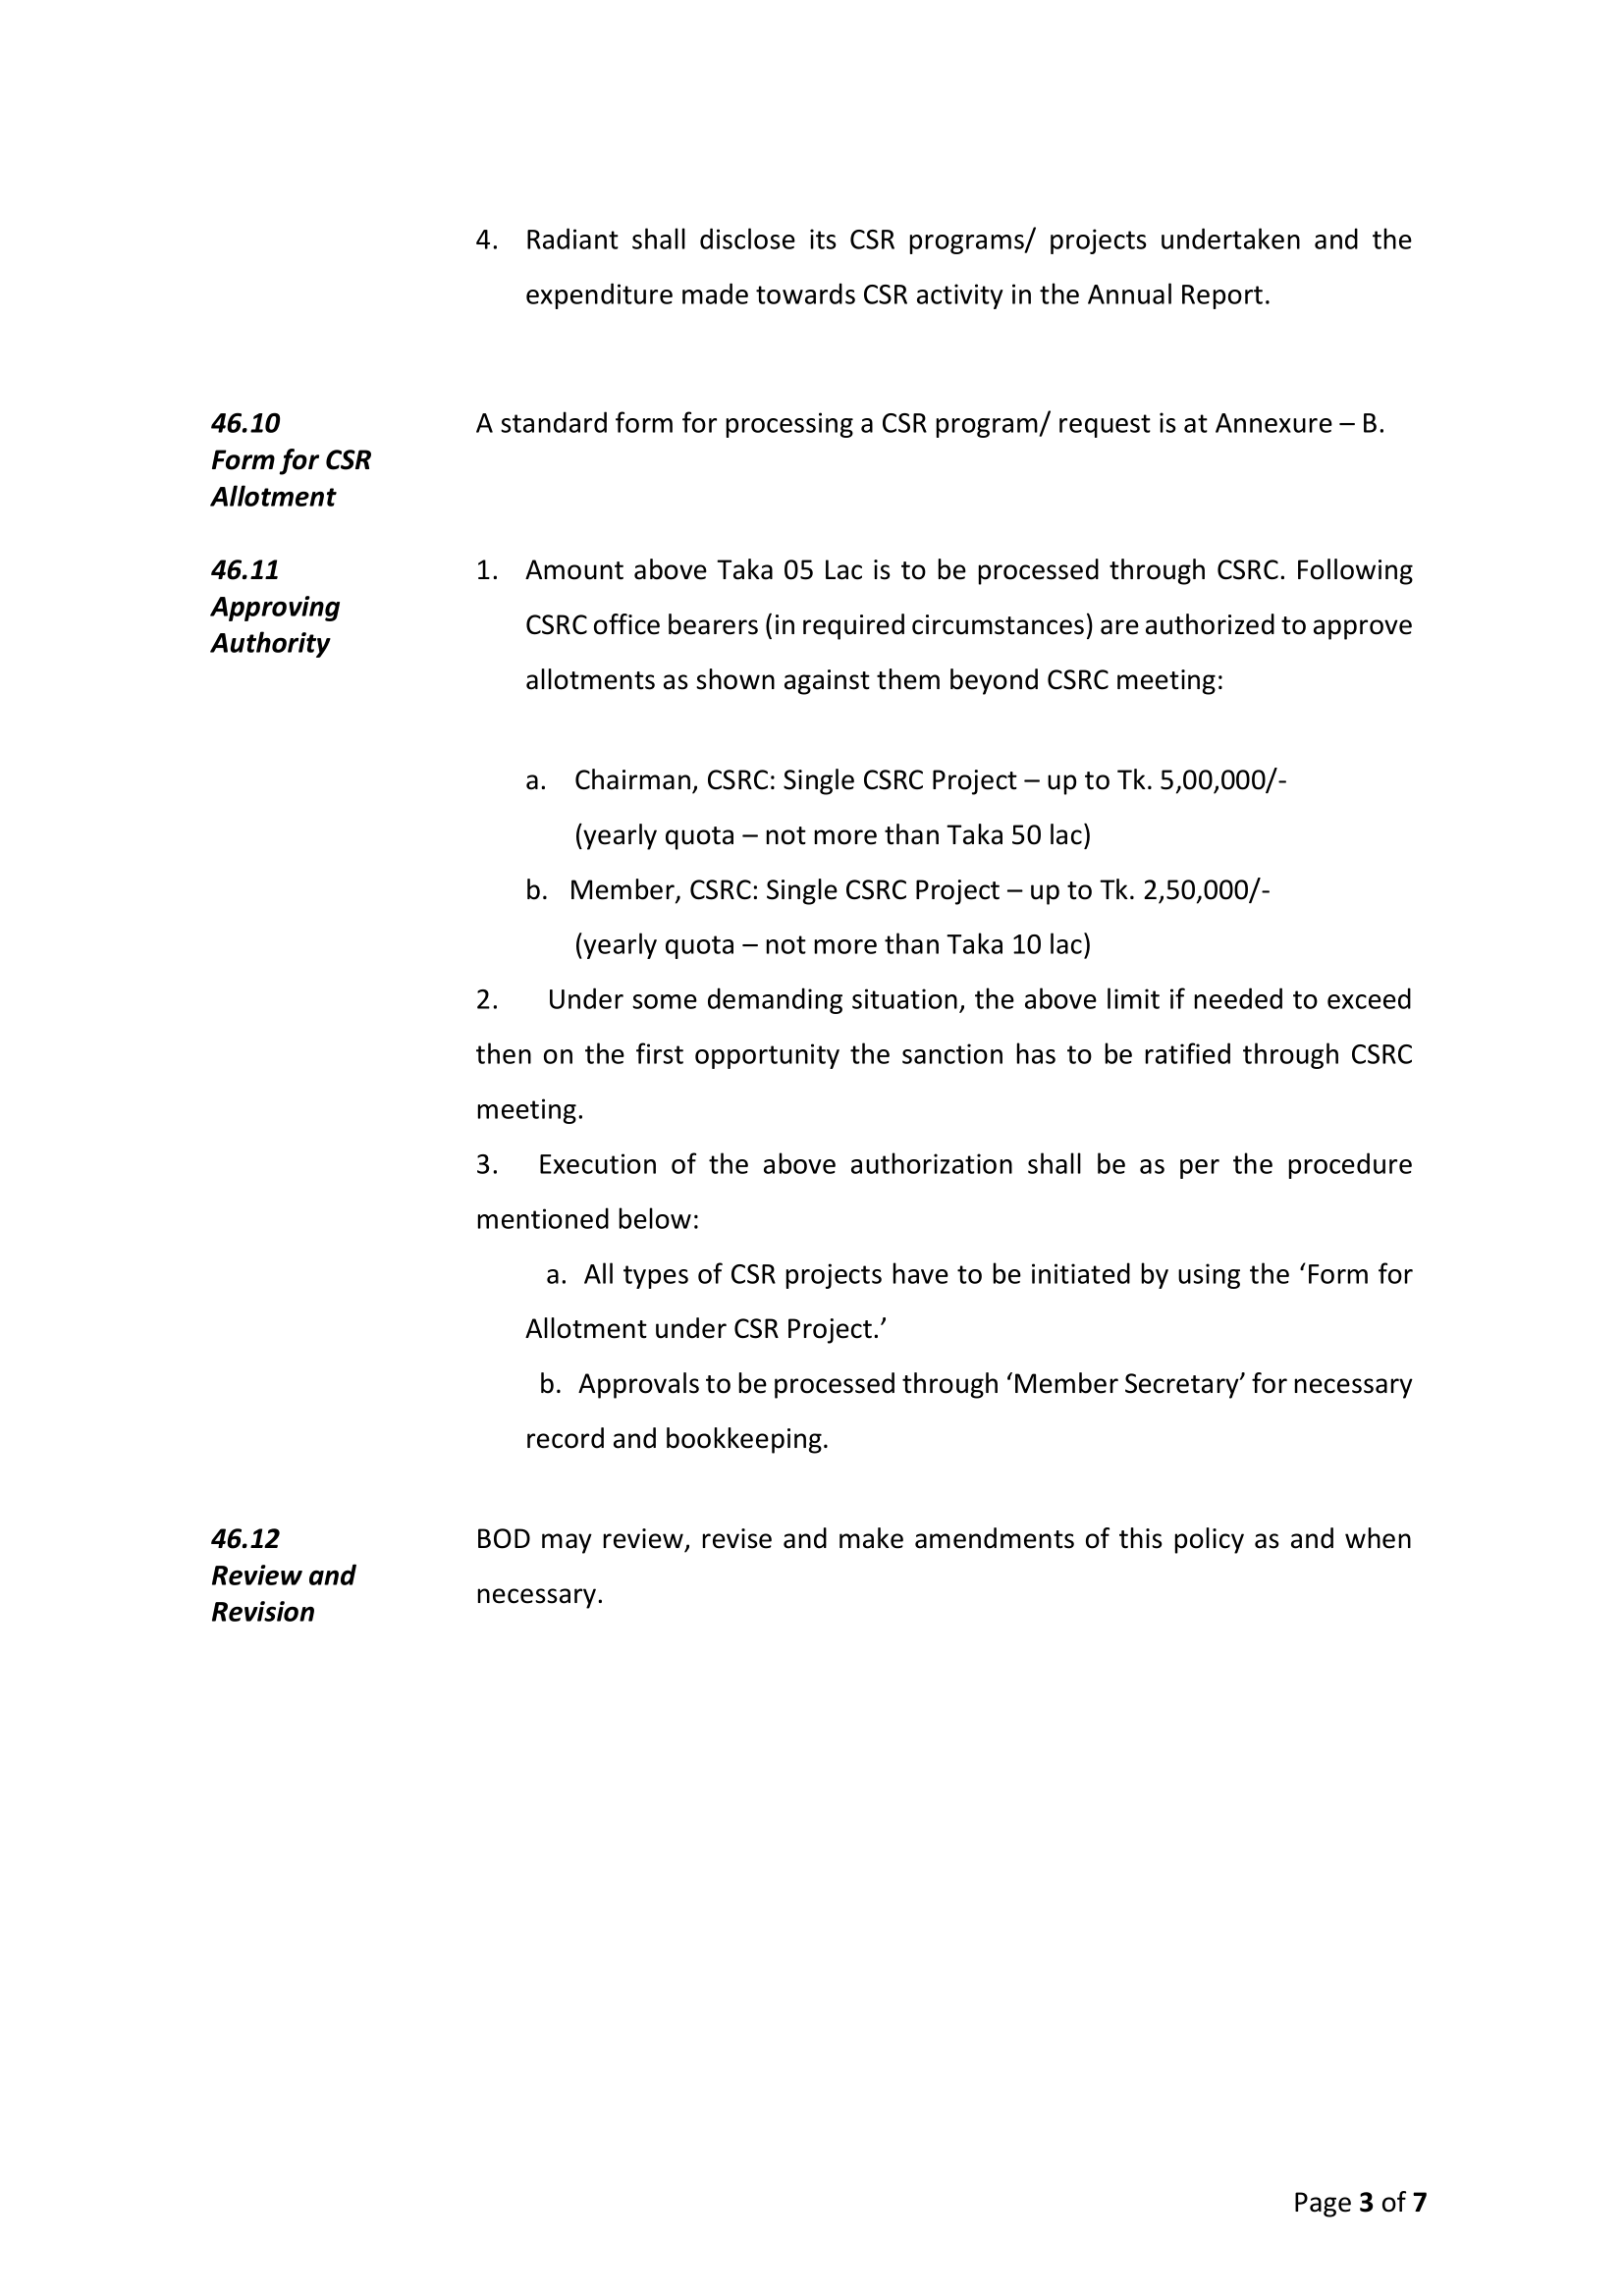 4. Radiant shall disclose its CSR programs/ projects undertaken and the
expenditure made towards CSR activity in the Annual Report.
46.10
Form for CSR
Allotment
A standard form for processing a CSR program/ request is at Annexure – B.
46.11
Approving
Authority
1. Amount above Taka 05 Lac is to be processed through CSRC. Following
CSRC office bearers (in required circumstances) are authorized to approve
allotments as shown against them beyond CSRC meeting:
a. Chairman, CSRC: Single CSRC Project – up to Tk. 5,00,000/-
(yearly quota – not more than Taka 50 lac)
b. Member, CSRC: Single CSRC Project – up to Tk. 2,50,000/-
(yearly quota – not more than Taka 10 lac)
2. Under some demanding situation, the above limit if needed to exceed
then on the first opportunity the sanction has to be ratified through CSRC
meeting.
3. Execution of the above authorization shall be as per the procedure
mentioned below:
a. All types of CSR projects have to be initiated by using the ‘Form for
Allotment under CSR Project.’
b. Approvals to be processed through ‘Member Secretary’ for necessary
record and bookkeeping.
46.12
Review and
Revision
BOD may review, revise and make amendments of this policy as and when
necessary.
Page 3 of 7